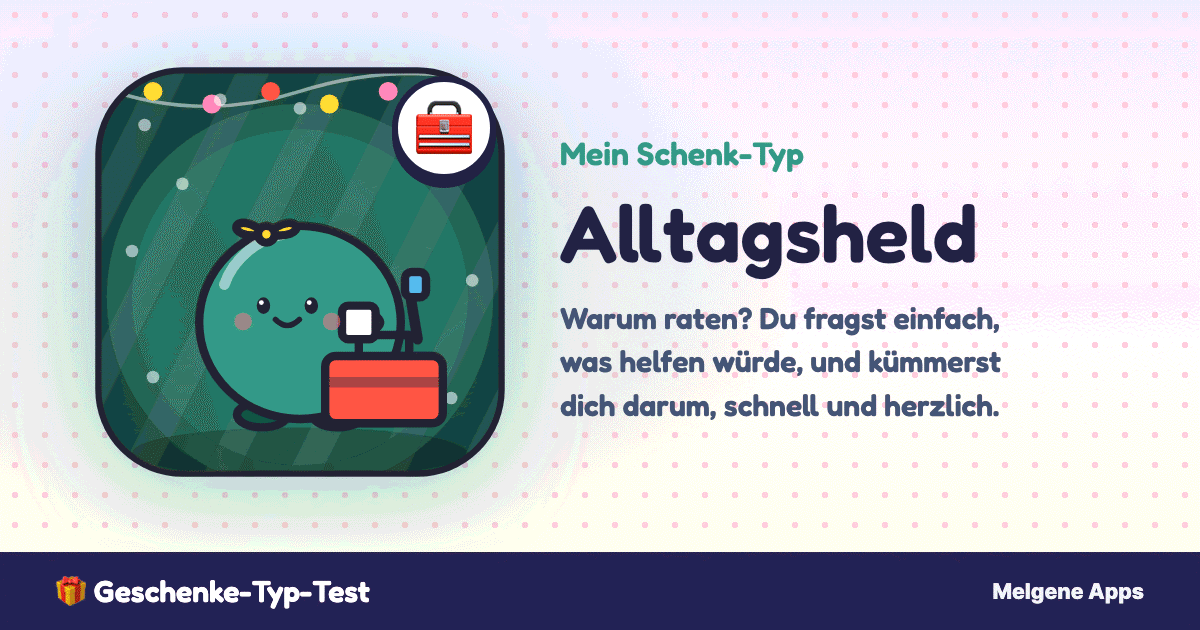 Mein Schenk-Typ
Alltagsheld
Warum raten? Du fragst einfach,
was helfen würde, und kümmerst
dich darum, schnell und herzlich.
Geschenke-Typ-Test
Melgene Apps